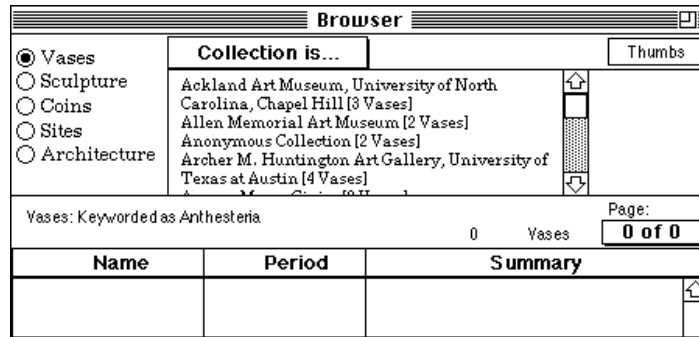 Browser
Vases
Sculpture
Coins
Sites
Architecture
Collection is...
Thumbs
Ackland Art Museum, University of North
Carolina, Chapel Hill [3 Vases]
Allen Memorial Art Museum [2 Vases]
Anonymous Collection [2 Vases]
Archer M. Huntington Art Gallery, University of
Texas at Austin [4 Vases]
Vases: Keyworded as Anthesteria
0 Vases
Page:
0 of 0
Name Period Summary